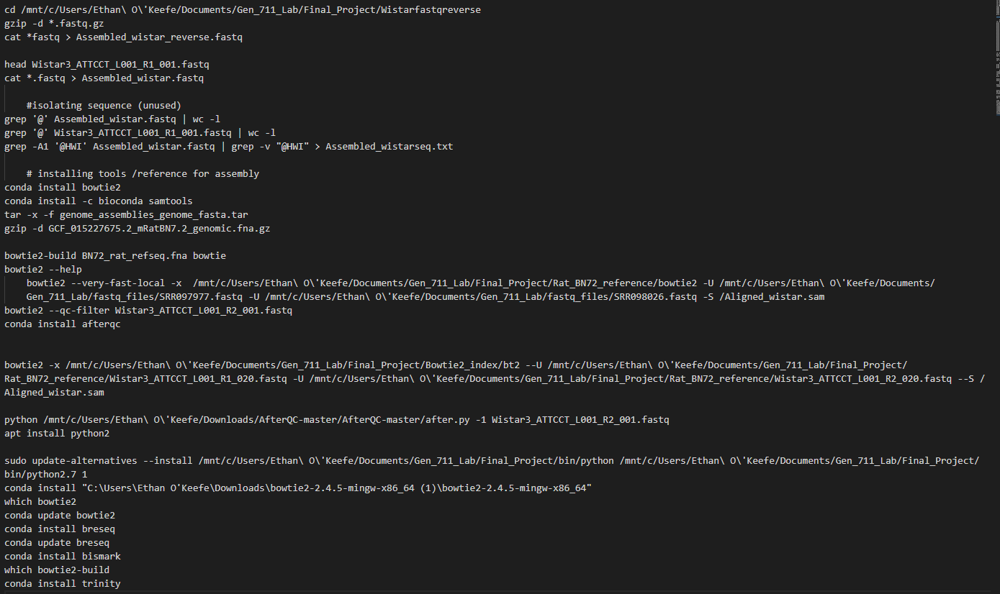 cd /mnt/c/Users/Ethan\ O\'Keefe/Documents/Gen_711_Lab/Final_Project/Wistarfastqreverse
gzip -d *.fastq.gz
cat *fastq > Assembled_wistar_reverse.fastq
head Wistar3_ATTCCT_L001_R1_001.fastq
cat *.fastq > Assembled_wistar.fastq
#isolating sequence (unused)
grep '@' Assembled_wistar.fastq | wc -l
grep '@' Wistar3_ATTCCT_L001_R1_001.fastq | wc -l
grep -A1 '@HWI' Assembled_wistar.fastq | grep -v "@HWI" > Assembled_wistarseq.txt
# installing tools /reference for assembly
conda install bowtie2
conda install -c bioconda samtools
tar -x -f genome_assemblies_genome_fasta.tar
gzip -d GCF_015227675.2_mRatBN7.2_genomic.fna.gz
bowtie2-build BN72_rat_refseq.fna bowtie
bowtie2 --help
bowtie2 --very-fast-local -x  /mnt/c/Users/Ethan\ O\'Keefe/Documents/Gen_711_Lab/Final_Project/Rat_BN72_reference/bowtie2 -U /mnt/c/Users/Ethan\ O\'Keefe/Documents/
Gen_711_Lab/fastq_files/SRR097977.fastq -U /mnt/c/Users/Ethan\ O\'Keefe/Documents/Gen_711_Lab/fastq_files/SRR098026.fastq -S /Aligned_wistar.sam
bowtie2 --qc-filter Wistar3_ATTCCT_L001_R2_001.fastq
conda install afterqc
bowtie2 -x /mnt/c/Users/Ethan\ O\'Keefe/Documents/Gen_711_Lab/Final_Project/Bowtie2_index/bt2 --U /mnt/c/Users/Ethan\ O\'Keefe/Documents/Gen_711_Lab/Final_Project/
Rat_BN72_reference/Wistar3_ATTCCT_L001_R1_020.fastq -U /mnt/c/Users/Ethan\ O\'Keefe/Documents/Gen_711_Lab/Final_Project/Rat_BN72_reference/Wistar3_ATTCCT_L001_R2_020.fastq --S /
Aligned_wistar.sam
python /mnt/c/Users/Ethan\ O\'Keefe/Downloads/AfterQC-master/AfterQC-master/after.py -1 Wistar3_ATTCCT_L001_R2_001.fastq
apt install python2
sudo update-alternatives --install /mnt/c/Users/Ethan\ O\'Keefe/Documents/Gen_711_Lab/Final_Project/bin/python /mnt/c/Users/Ethan\ O\'Keefe/Documents/Gen_711_Lab/Final_Project/
bin/python2.7 1
conda install "C:\Users\Ethan O'Keefe\Downloads\bowtie2-2.4.5-mingw-x86_64 (1)\bowtie2-2.4.5-mingw-x86_64"
which bowtie2
conda update bowtie2
conda install breseq
conda update breseq
conda install bismark
which bowtie2-build
conda install trinity